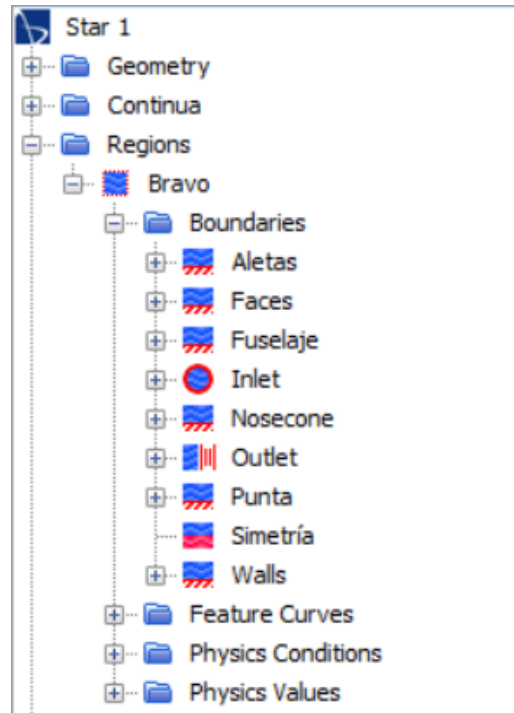 Star 1
Geometry
Continua
Regions
Bravo
Boundaries
Aletas
Faces
Fuselaje
Inlet
Nosecone
Outlet
Punta
Simetría
Walls
Feature Curves
Physics Conditions
Physics Values